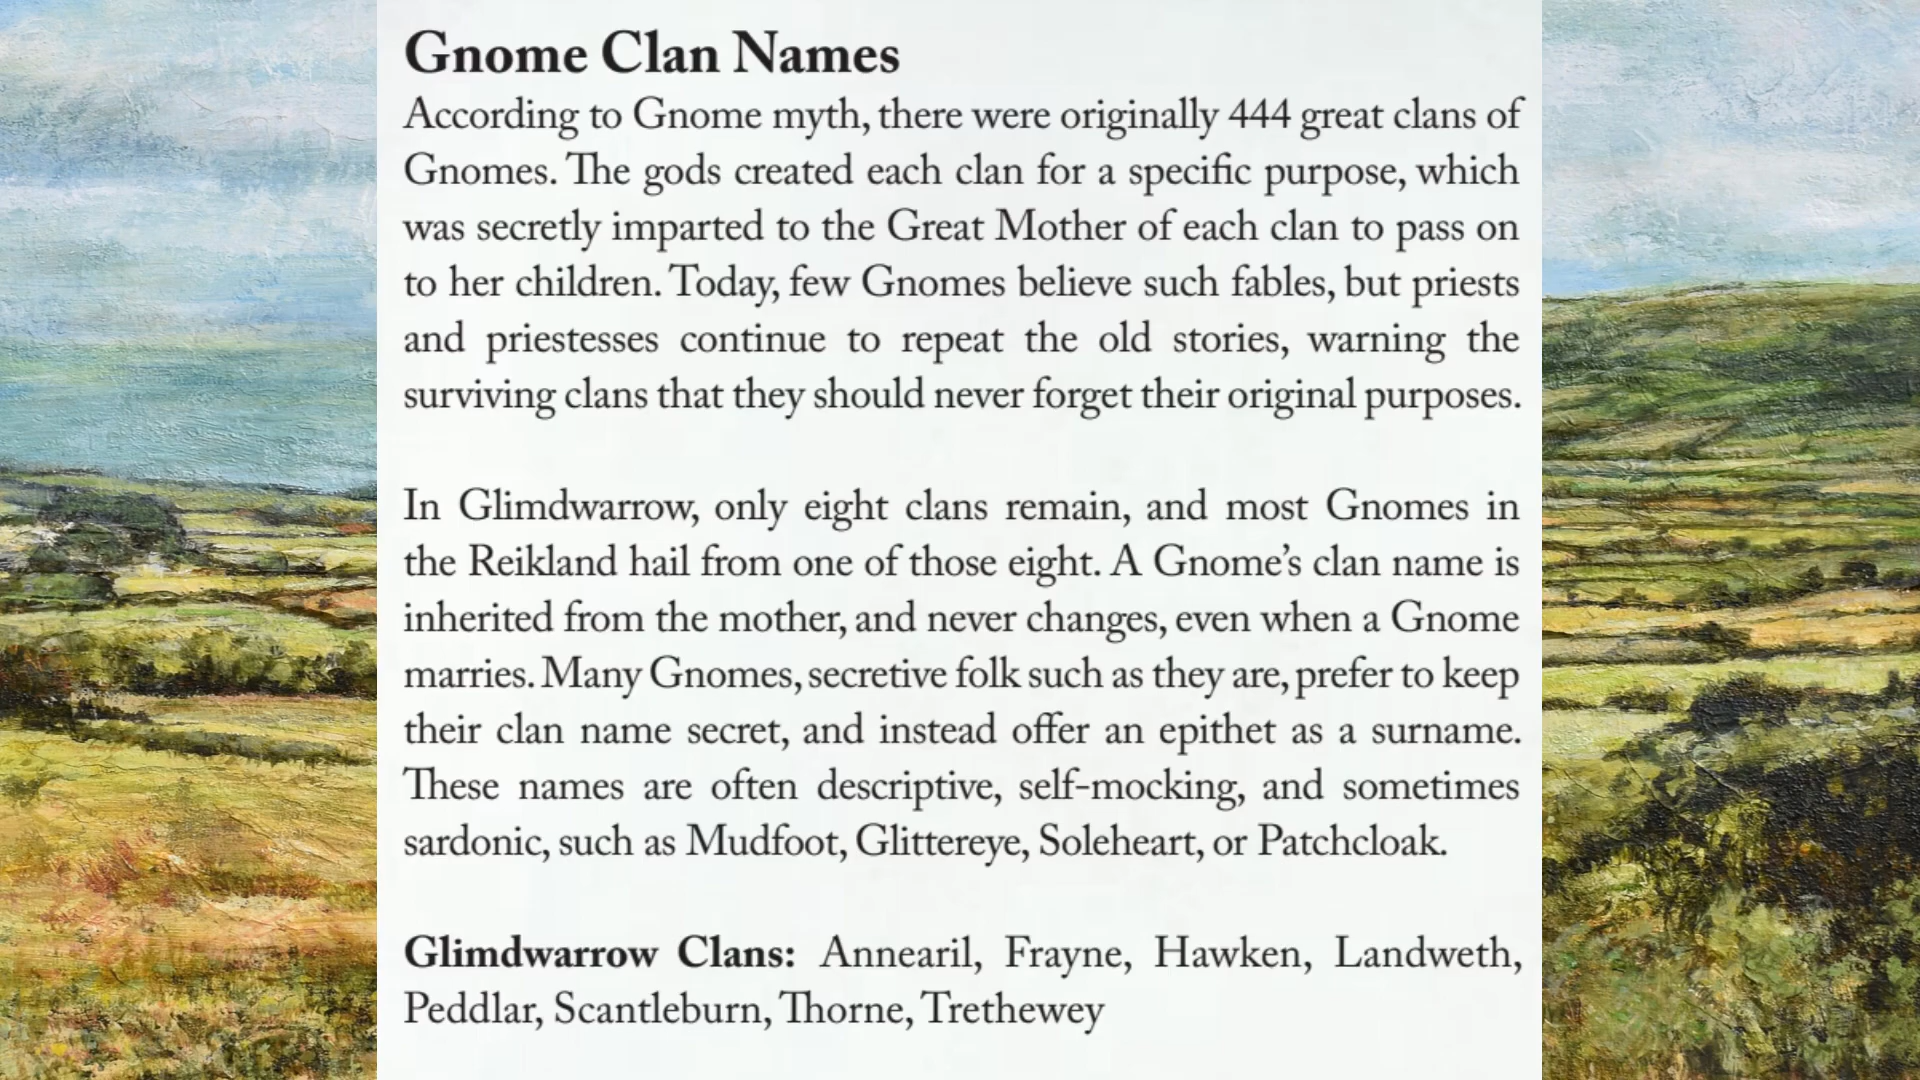 Gnome Clan Names
According to Gnome myth, there were originally 444 great clans of
Gnomes. The gods created each clan for a specific purpose, which
was secretly imparted to the Great Mother of each clan to pass on
to her children. Today, few Gnomes believe such fables, but priests
and priestesses continue to repeat the old stories, warning the
surviving clans that they should never forget their original purposes.
In Glimdwarrow, only eight clans remain, and most Gnomes in
the Reikland hail from one of those eight. A Gnome’s clan name is
inherited from the mother, and never changes, even when a Gnome
marries. Many Gnomes, secretive folk such as they are, prefer to keep
their clan name secret, and instead offer an epithet as a surname.
These names are often descriptive, self-mocking, and sometimes
sardonic, such as Mudfoot, Glittereye, Soleheart, or Patchcloak.
Glimdwarrow Clans: Annearil, Frayne, Hawken, Landweth,
Peddlar, Scantleburn, Thorne, Trethewey